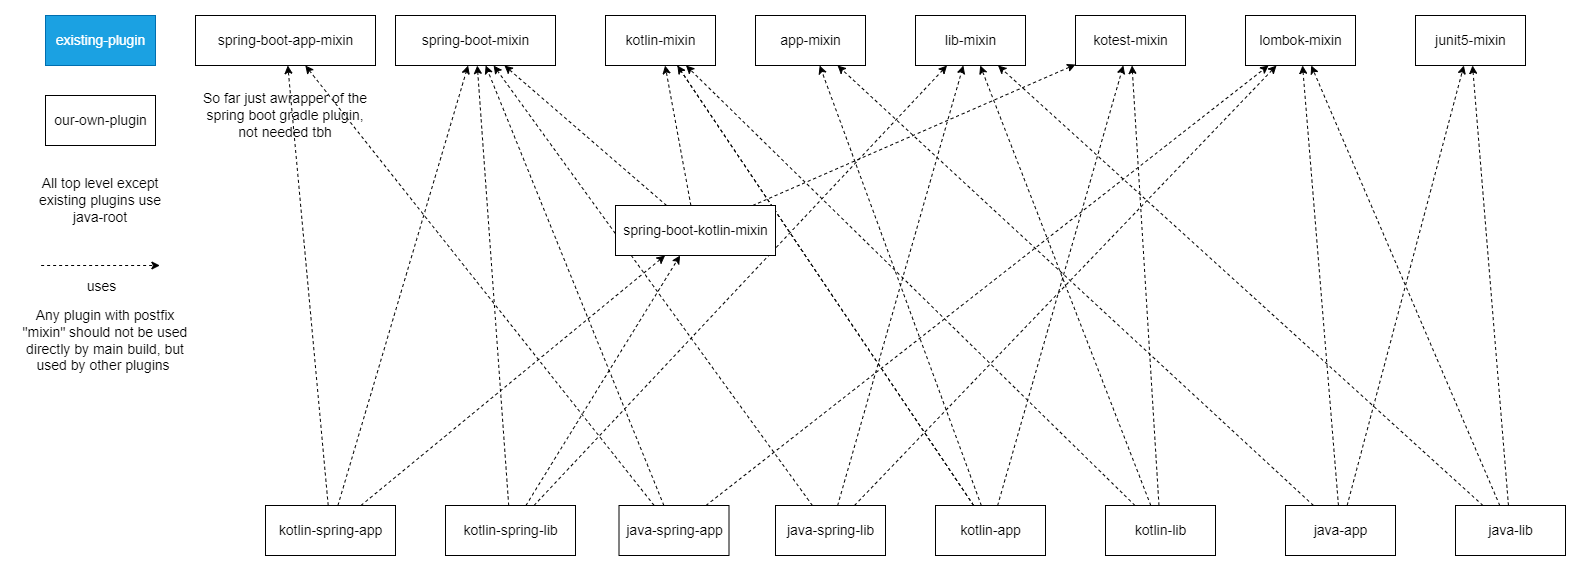 existing-plugin
spring-boot-app-mixin
spring-boot-mixin
kotlin-mixin
app-mixin
lib-mixin
kotest-mixin
lombok-mixin
junit5-mixin
So far just awrapper of the
spring boot gradle plugin,
not needed tbh
our-own-plugin
All top level except
existing plugins use
java-root
spring-boot-kotlin-mixin
uses
Any plugin with postfix
"mixin" should not be used
directly by main build, but
used by other plugins
kotlin-spring-app
kotlin-spring-lib
java-spring-app
java-spring-lib
kotlin-app
kotlin-lib
java-app
java-lib